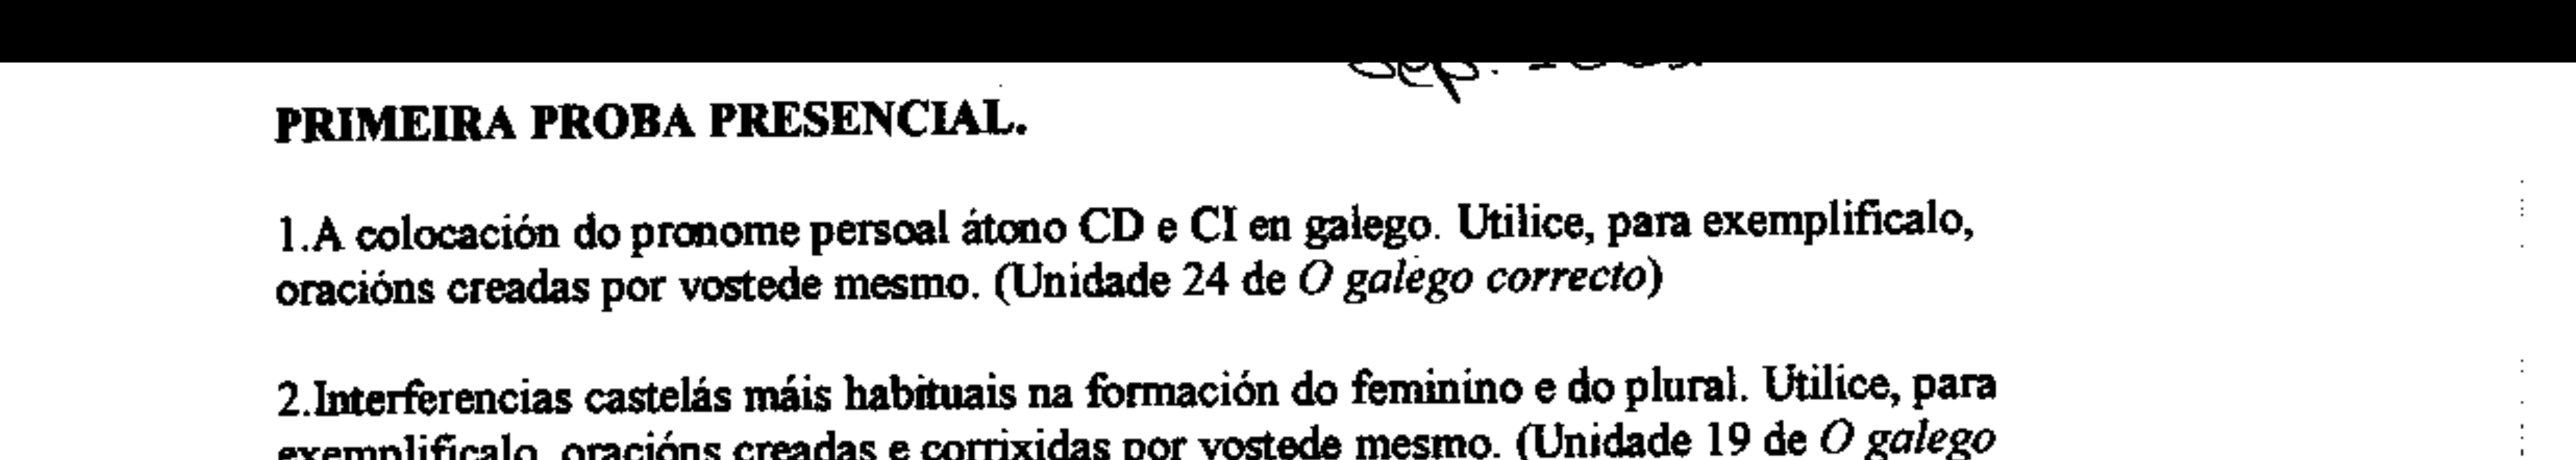 PRIMEIRA PROBA PRESENCIAL.
1.A colocación do pronome persoal átono CD e CI en galego. Utilice, para exemplificalo,
oracións creadas por vostede mesmo. (Unidade 24 de O galego correcto)
2.Interferencias castelás máis habituais na formación do feminino e do plural. Utilice, para
exemplificalo, oracións creadas e corrixidas por vostede mesmo. (Unidade 19 de O galego